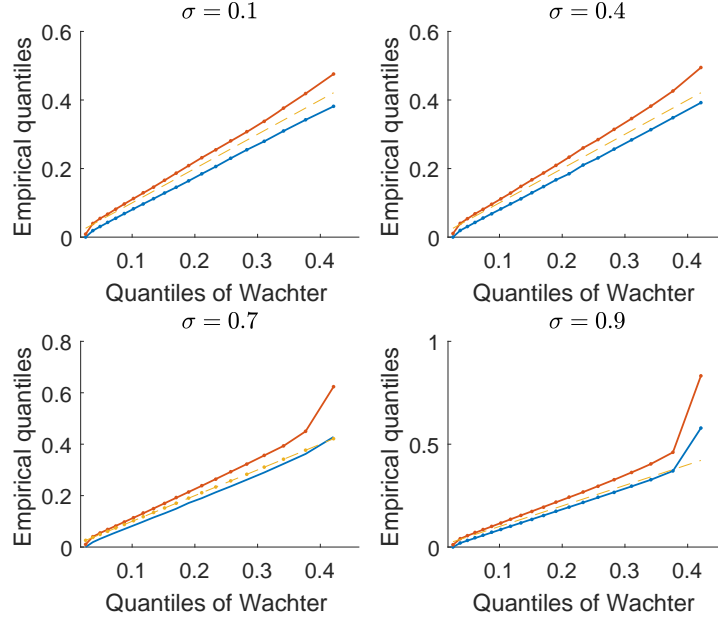 σ = 0.1
0.6
0.4
0.2
0
Empirical quantiles
0.1 0.2 0.3 0.4
Quantiles of Wachter
σ = 0.4
0.6
0.4
0.2
0
Empirical quantiles
0.1 0.2 0.3 0.4
Quantiles of Wachter
σ = 0.7
0.8
0.6
0.4
0.2
0
Empirical quantiles
0.1 0.2 0.3 0.4
Quantiles of Wachter
σ = 0.9
1
0.5
0
Empirical quantiles
0.1 0.2 0.3 0.4
Quantiles of Wachter